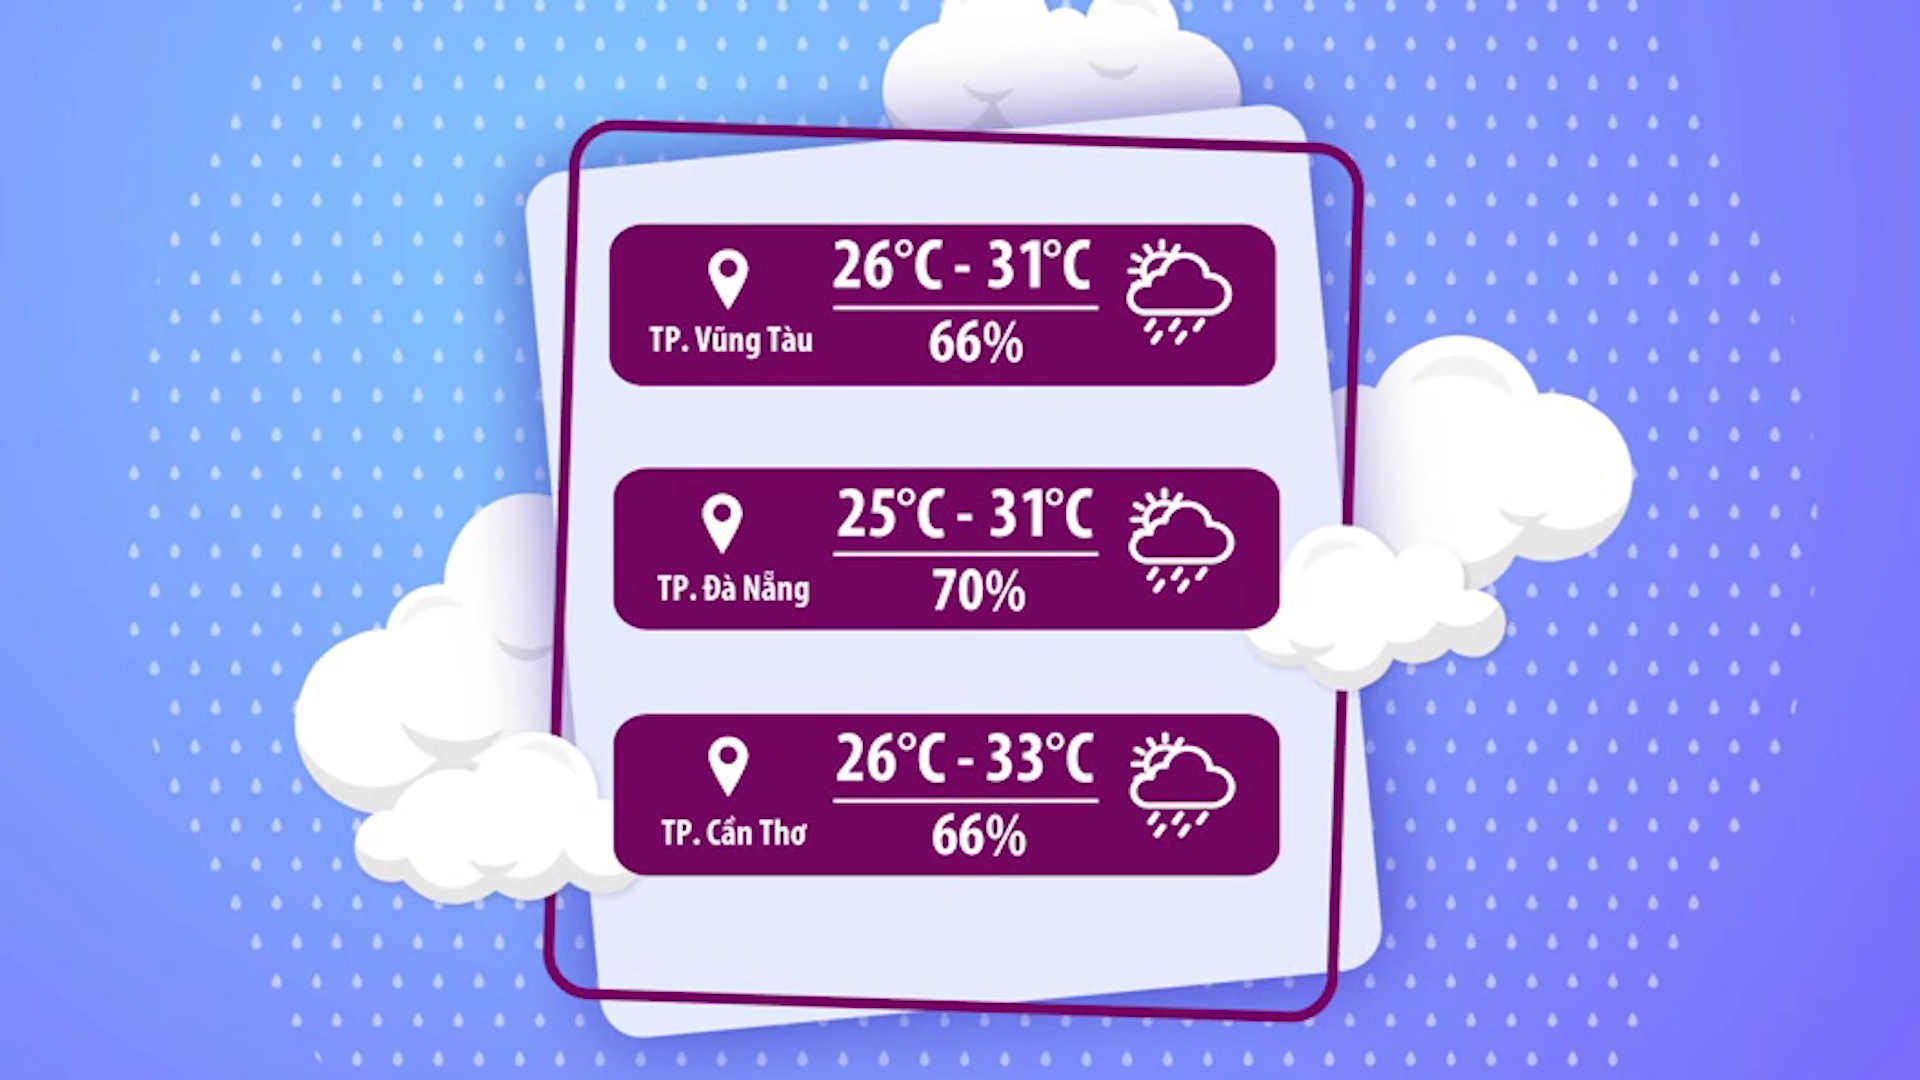 26°C - 31°C
TP. Vũng Tàu
66%
25°C - 31°C
TP. Đà Nẵng
70%
26°C - 33°C
TP. Cần Thơ
66%